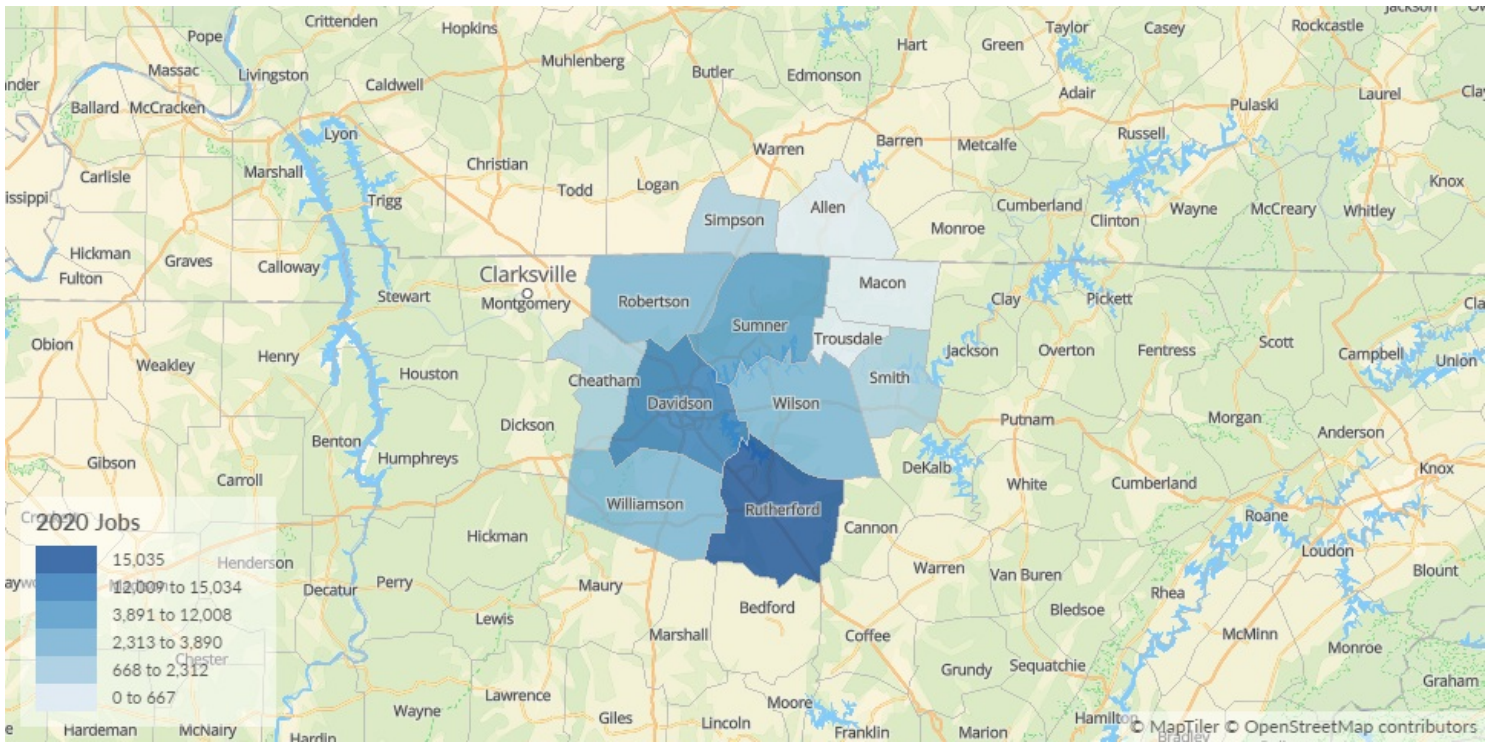 Jackson
Crittenden
Hopkins
Taylor
Casey
Rockcastle
Pope
Hart
Green
Muhlenberg
Massac
Livingston
Butler
Edmonson
Caldwell
Adair
Pulaski
Laurel
Ballard
McCracken
Lyon
Barren
Russell
Metcalfe
Warren
Christian
Marshall
Carlisle
Todd
Logan
Knox
Trigg
Allen
Cumberland
Wayne
McCreary
Whitley
Simpson
Clinton
Monroe
Hickman
Graves
Calloway
Fulton
Clarksville
Macon
Stewart
Montgomery
Robertson
Clay
Pickett
Sumner
Trousdale
Obion
Weakley
Henry
Jackson
Overton
Fentress
Scott
Campbell
Union
Houston
Cheatham
Smith
Davidson
Wilson
Dickson
Putnam
Morgan
Anderson
Benton
Humphreys
Gibson
Carroll
DeKalb
White
Cumberland
Knox
Williamson
Rutherford
Cannon
Roane
Hickman
Loudon
Henderson
Perry
Decatur
Maury
Warren
Van Buren
Blount
Rhea
Bedford
Bledsoe
Lewis
Marshall
Coffee
McMinn
Monroe
Grundy
Sequatchie
Graham
Lawrence
Moore
Wayne
Giles
Lincoln
Franklin
Marion
Hamilton
Hardeman
McNairy
Hardin
Chester
2020 Jobs
15,035
12,009 to 15,034
3,891 to 12,008
2,313 to 3,890
668 to 2,312
0 to 667
© MapTiler © OpenStreetMap contributors